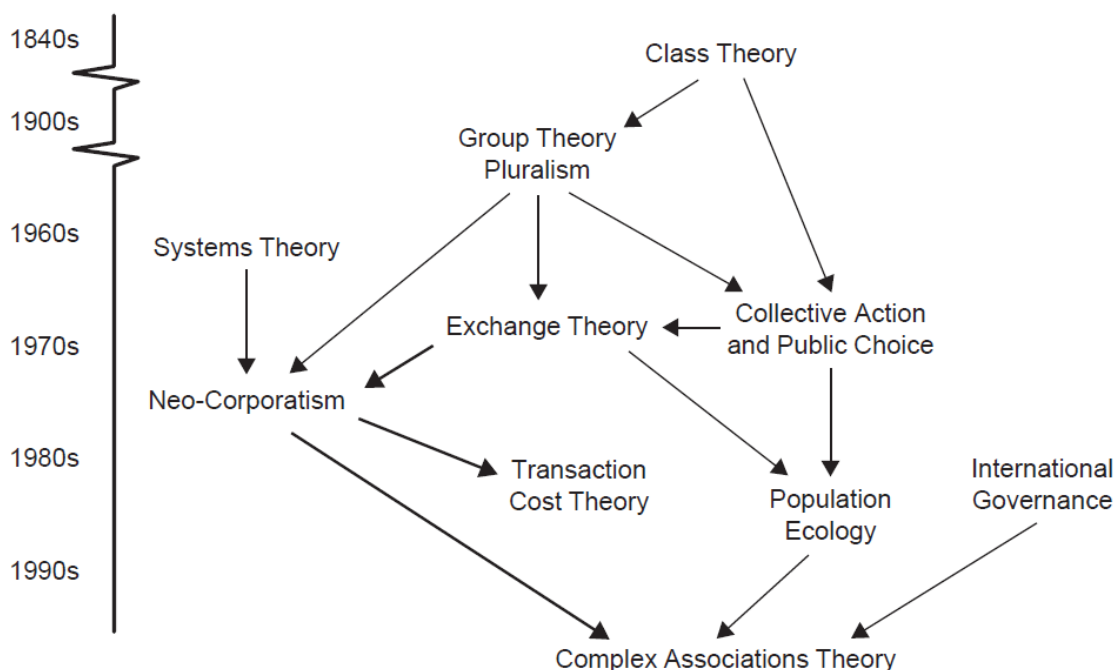 1840s
Class Theory
1900s
Group Theory
Pluralism
1960s
Systems Theory
Collective Action
and Public Choice
Exchange Theory
1970s
Neo-Corporatism
1980s
Transaction
Cost Theory
International
Governance
Population
Ecology
1990s
Complex Associations Theory